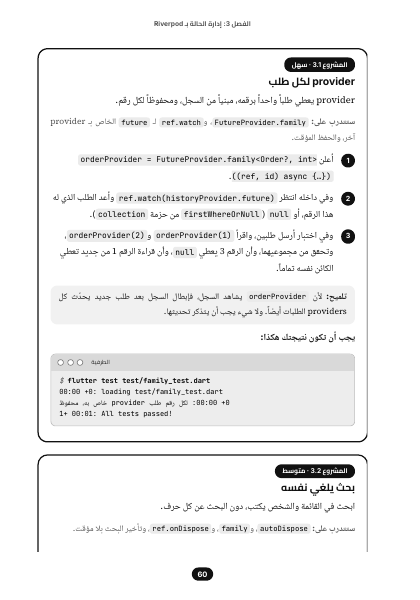 الفصل 3: إدارة الحالة بـ Riverpod
المشروع 3.1 · سهل
provider لكل طلب
provider يعطي طلباً واحداً برقمه، مبنياً من السجل، ومحفوظاً لكل رقم.
ستتدرب على: FutureProvider.family، و ref.watch لـ future الخاص بـ provider
آخر، والحفظ المؤقت.
1 أعلن orderProvider = FutureProvider.family<Order?, int>
((ref, id) async {…}).
2 وفي داخله انتظر ref.watch(historyProvider.future) وأعد الطلب الذي له
هذا الرقم، أو null (firstWhereOrNull من حزمة collection).
3 وفي اختبار أرسل طلبين، واقرأ orderProvider(1) و orderProvider(2)،
وتحقق من مجموعيهما، وأن الرقم 3 يعطي null، وأن قراءة الرقم 1 من جديد تعطي
الكائن نفسه تماماً.
تلميح: لأن orderProvider يشاهد السجل، فإبطال السجل بعد طلب جديد يحدّث كل
providers الطلبات أيضاً. ولا شيء يجب أن يتذكر تحديثها.
يجب أن تكون نتيجتك هكذا:
الطرفية
$ flutter test test/family_test.dart
00:00 +0: loading test/family_test.dart
00:00 +0: لكل رقم طلب provider خاص به، محفوظ
00:01 +1: All tests passed!
المشروع 3.2 · متوسط
بحث يلغي نفسه
ابحث في القائمة والشخص يكتب، دون البحث عن كل حرف.
ستتدرب على: autoDispose، و family، و ref.onDispose، وتأخير البحث بلا مؤقت.
60